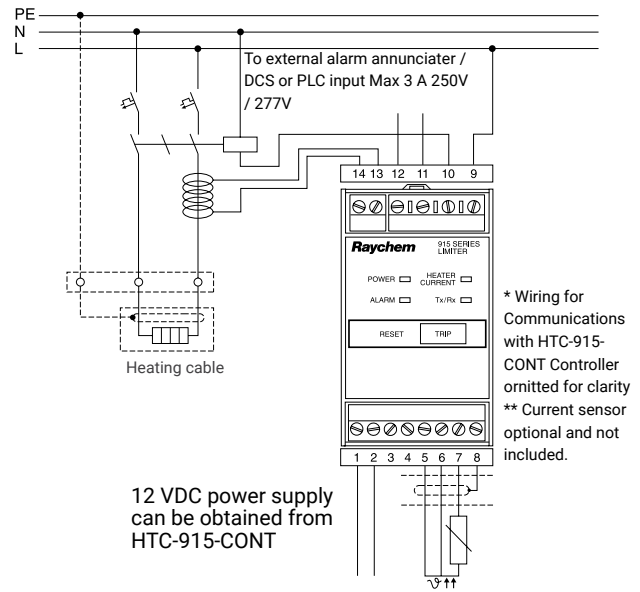 PE
N
L
To external alarm annunciater /
DCS or PLC input Max 3 A 250V
/ 277V
14 13 12 11 10 9
Raychem
915 SERIES
LIMITER
POWER
HEATER
CURRENT
ALARM
Tx/Rx
RESET
TRIP
* Wiring for
Communications
with HTC-915-
CONT Controller
ornitted for clarity
** Current sensor
optional and not
included.
Heating cable
1 2 3 4 5 6 7 8
12 VDC power supply
can be obtained from
HTC-915-CONT
ϑ